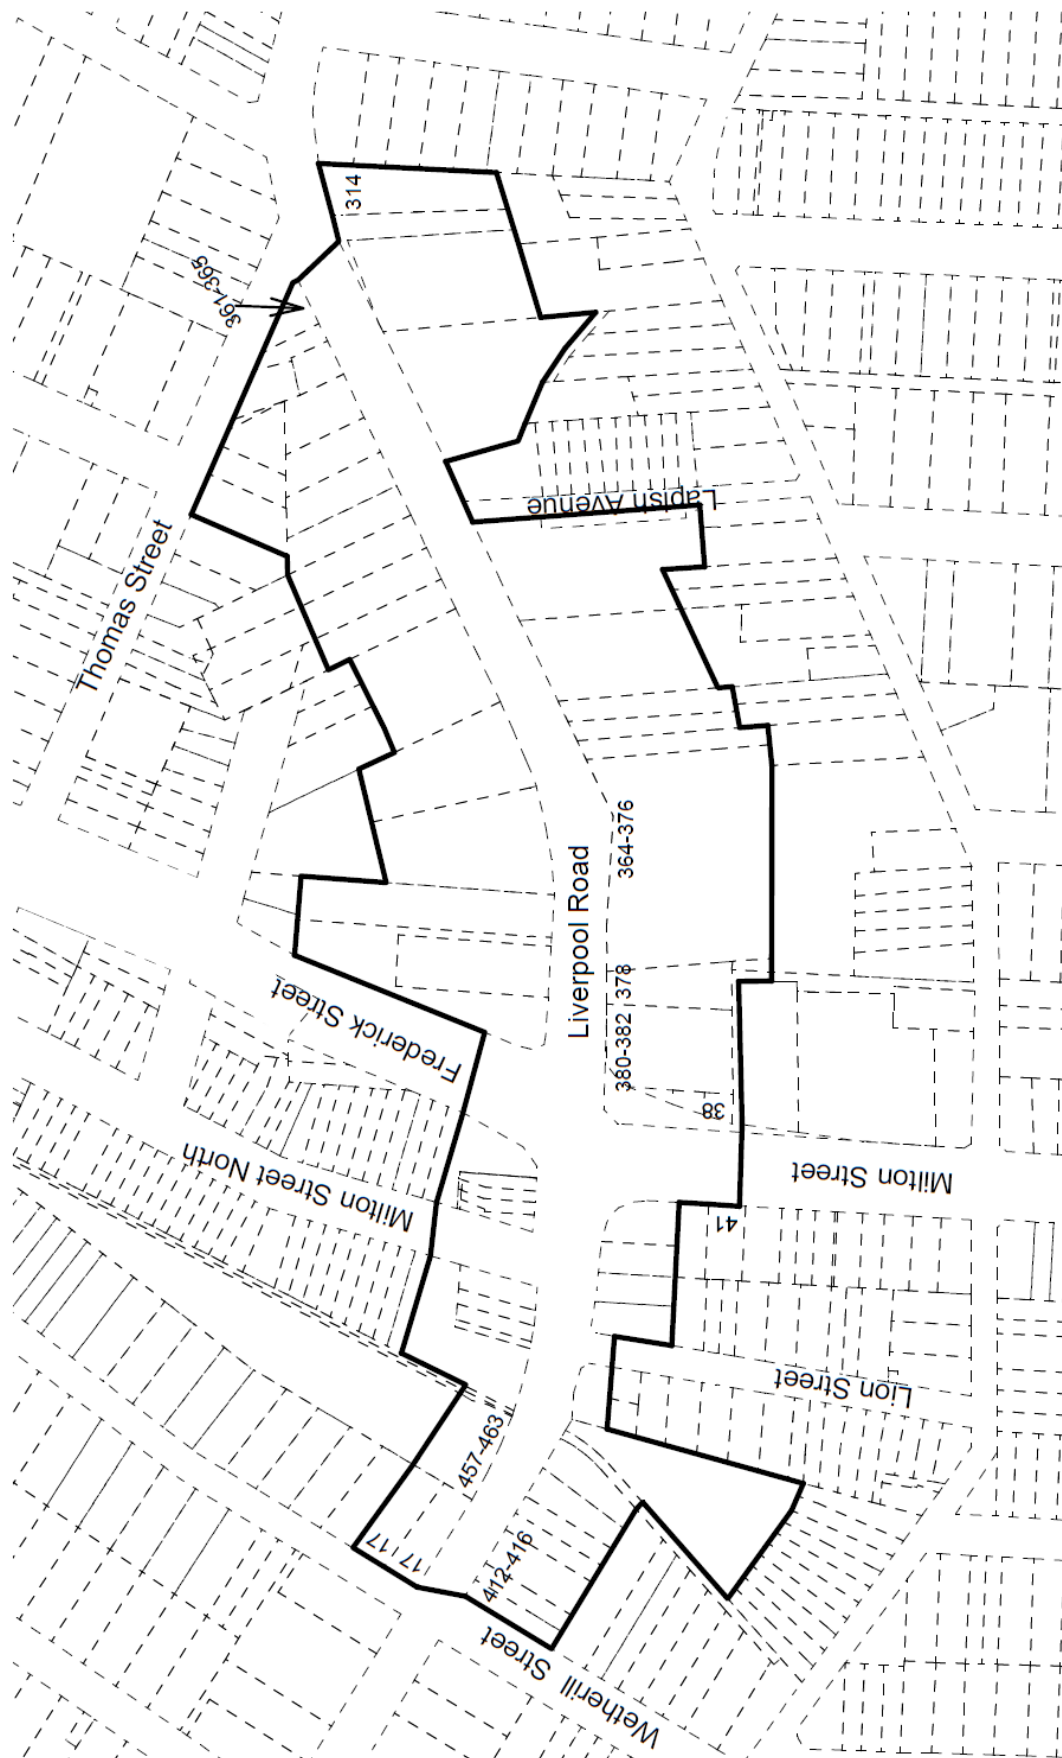 314
361-365
Lapish Avenue
Thomas Street
364-376
Liverpool Road
378
380-382
Frederick Street
38
Milton Street North
Milton Street
41
Lion Street
457-463
17
17
412-416
Wetherill Street